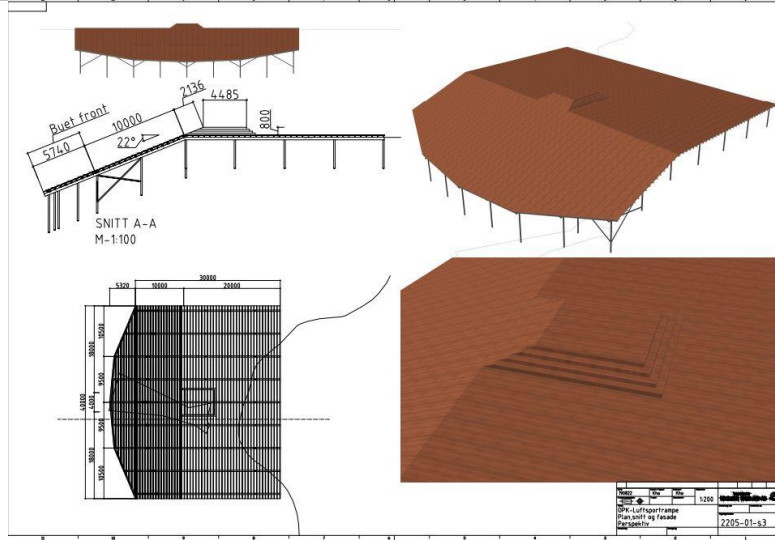 2136
4485
Buet front
10000
800
5740
22°
SNITT A-A
M-1:100
30000
5320
10000
20000
10500
18000
9500
40000
4000
9500
18000
10500
1:200
OPK-Luftsportrampe
Plan,snitt og fasade
Perspektiv
2205-01-s3